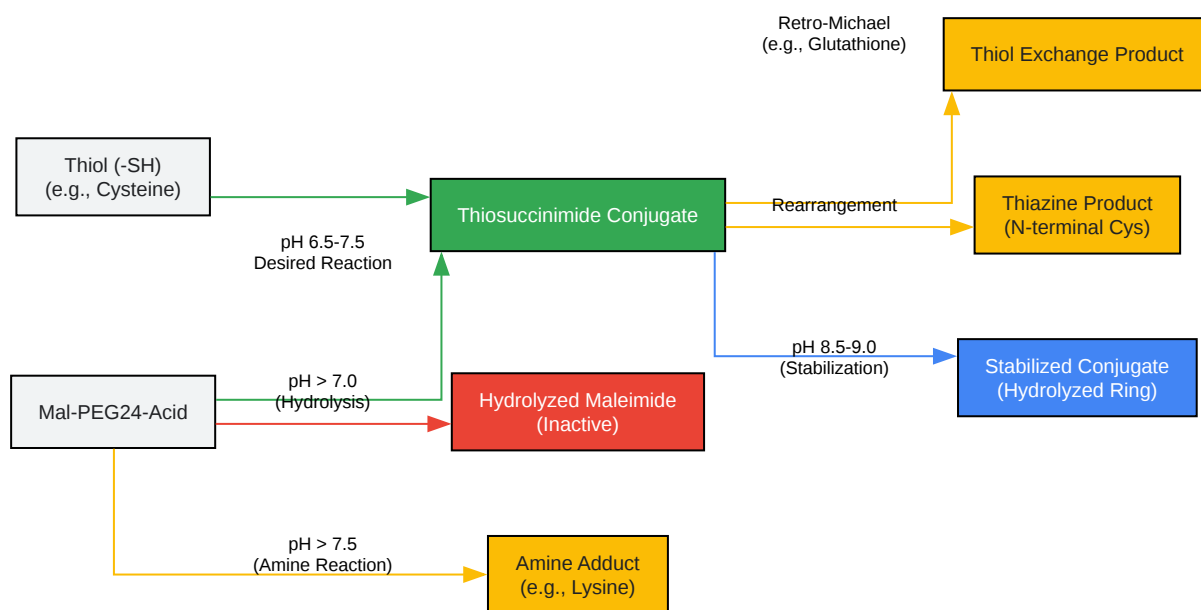 Retro-Michael
(e.g., Glutathione)
Thiol Exchange Product
Thiol (-SH)
(e.g., Cysteine)
Thiosuccinimide Conjugate
Rearrangement
Thiazine Product
(N-terminal Cys)
pH 6.5-7.5
Desired Reaction
pH 8.5-9.0
(Stabilization)
Stabilized Conjugate
(Hydrolyzed Ring)
Mal-PEG24-Acid
pH > 7.0
(Hydrolysis)
Hydrolyzed Maleimide
(Inactive)
pH > 7.5
(Amine Reaction)
Amine Adduct
(e.g., Lysine)